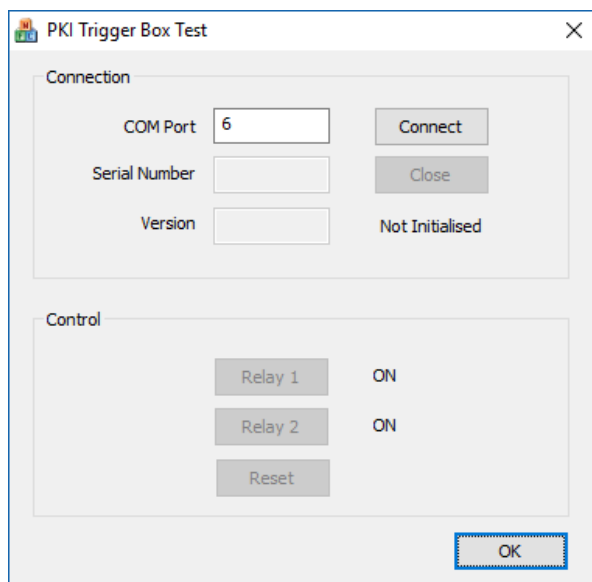 PKI Trigger Box Test
Connection
COM Port 6 Connect
Serial Number Close
Version Not Initialised
Control
Relay 1 ON
Relay 2 ON
Reset
OK